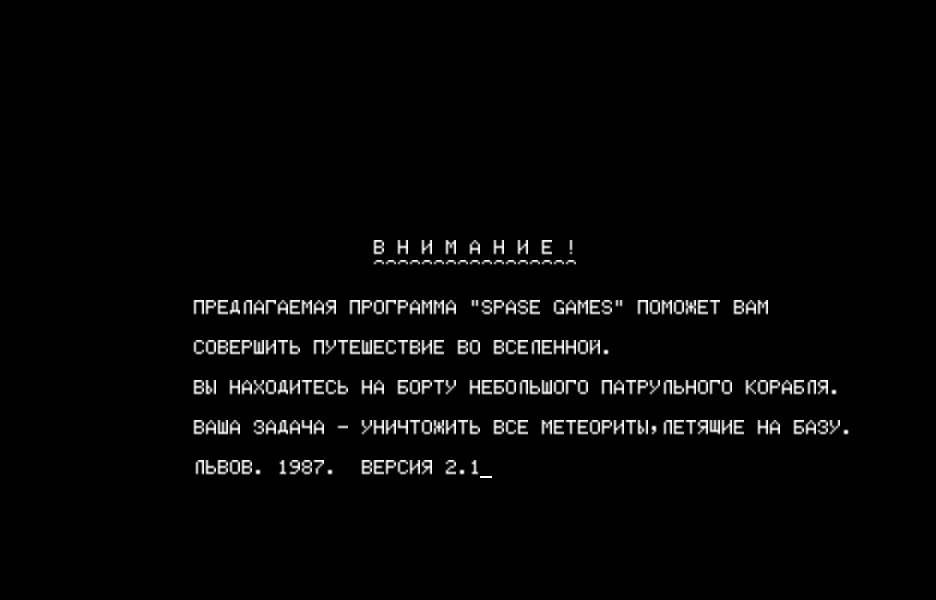 В Н И М А Н И Е !
ПРЕДЛАГАЕМАЯ ПРОГРАММА "SPASE GAMES" ПОМОЖЕТ ВАМ
СОВЕРШИТЬ ПУТЕШЕСТВИЕ ВО ВСЕЛЕННОЙ.
ВЫ НАХОДИТЕСЬ НА БОРТУ НЕБОЛЬШОГО ПАТРУЛЬНОГО КОРАБЛЯ.
ВАША ЗАДАЧА - УНИЧТОЖИТЬ ВСЕ МЕТЕОРИТЫ,ЛЕТЯЩИЕ НА БАЗУ.
ЛЬВОВ. 1987.  ВЕРСИЯ 2.1_